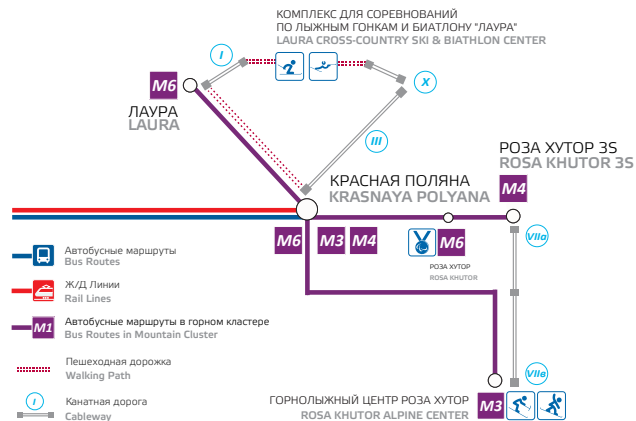 КОМПЛЕКС ДЛЯ СОРЕВНОВАНИЙ
ПО ЛЫЖНЫМ ГОНКАМ И БИАТЛОНУ "ЛАУРА"
LAURA CROSS-COUNTRY SKI & BIATHLON CENTER
I
X
M6
ЛАУРА
LAURA
III
РОЗА ХУТОР 3S
ROSA KHUTOR 3S
M4
КРАСНАЯ ПОЛЯНА
KRASNAYA POLYANA
M6 M3 M4
M6
РОЗА ХУТОР
ROSA KHUTOR
VIIa
Автобусные маршруты
Bus Routes
Ж/Д Линии
Rail Lines
M1
Автобусные маршруты в горном кластере
Bus Routes in Mountain Cluster
Пешеходная дорожка
Walking Path
I
Канатная дорога
Cableway
VIIв
ГОРНОЛЫЖНЫЙ ЦЕНТР РОЗА ХУТОР
ROSA KHUTOR ALPINE CENTER
M3